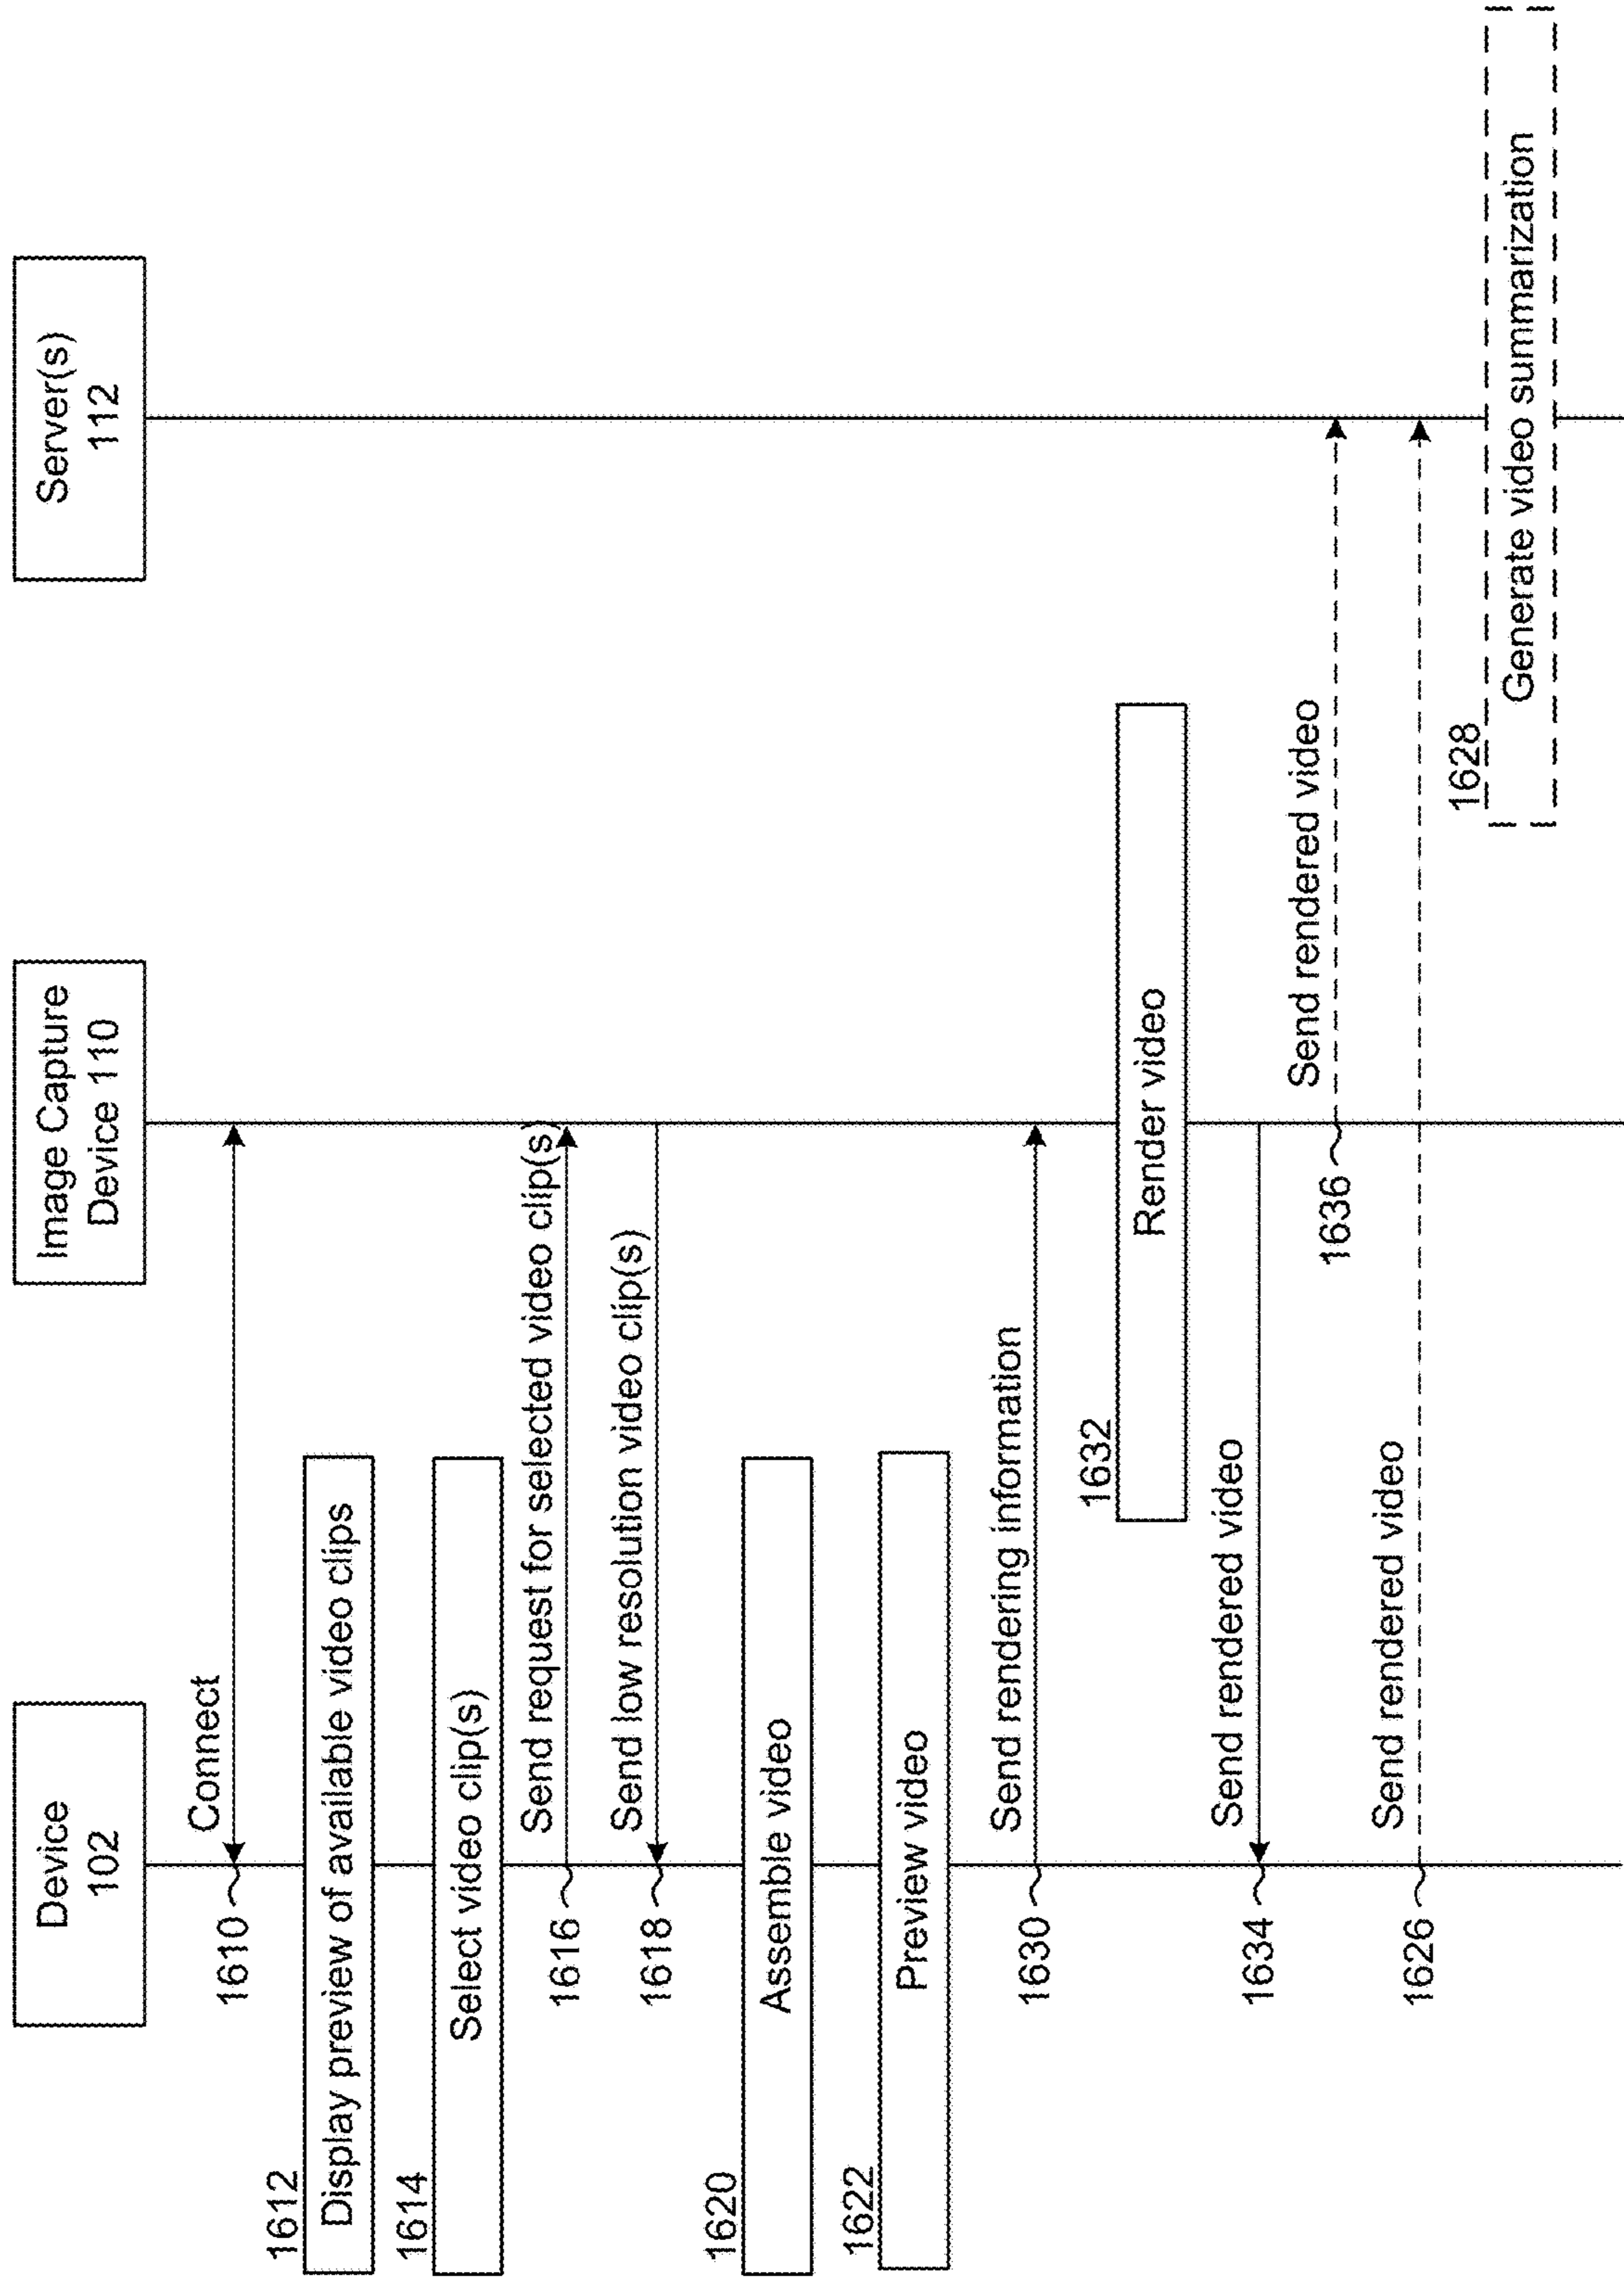 Device
102
Image Capture
Device 110
Server(s)
112
Connect
1610
1612
Display preview of available video clips
1614
Select video clip(s)
Send request for selected video clip(s)
1616
Send low resolution video clip(s)
1618
1620
Assemble video
1622
Preview video
Send rendering information
1630
1632
Render video
Send rendered video
1634
Send rendered video
1636
Send rendered video
1626
1628
Generate video summarization